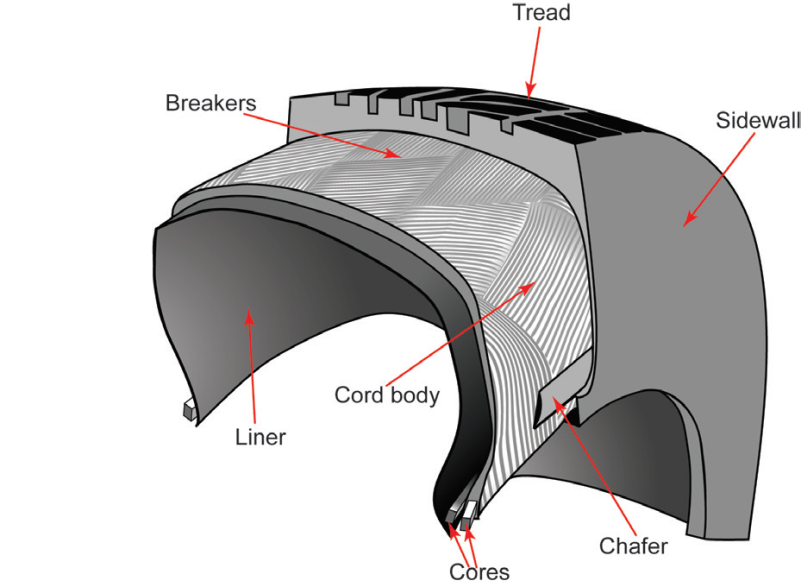 Tread
Breakers
Sidewall
Cord body
Liner
Chafer
Cores